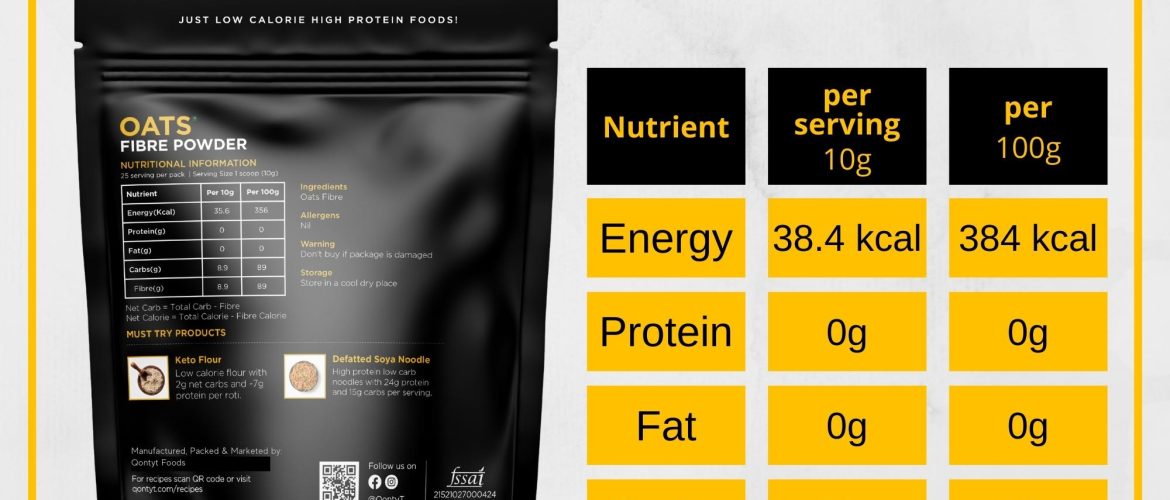 JUST LOW CALORIE HIGH PROTEIN FOODS!
OATS
FIBRE POWDER
NUTRITIONAL INFORMATION
25 serving per pack | Serving Size 1 scoop (10g)
Nutrient Per 10g Per 100g
Energy(Kcal) 35.6 356
Protein(g) 0 0
Fat(g) 0 0
Carbs(g) 8.9 89
Fibre(g) 8.9 89
Net Carb = Total Carb - Fibre
Net Calorie = Total Calorie - Fibre Calorie
Ingredients
Oats Fibre
Allergens
Nil
Warning
Don't buy if package is damaged
Storage
Store in a cool dry place
MUST TRY PRODUCTS
Keto Flour
Low calorie flour with
2g net carbs and ~7g
protein per roti.
Defatted Soya Noodle
High protein low carb
noodles with 24g protein
and 15g carbs per serving.
Manufactured, Packed & Marketed by:
Qontyt Foods
For recipes scan QR code or visit
qontyt.com/recipes
Follow us on
@QontyT
fssai
21521027000424
Nutrient
per
serving
10g
per
100g
Energy 38.4 kcal 384 kcal
Protein 0g 0g
Fat 0g 0g